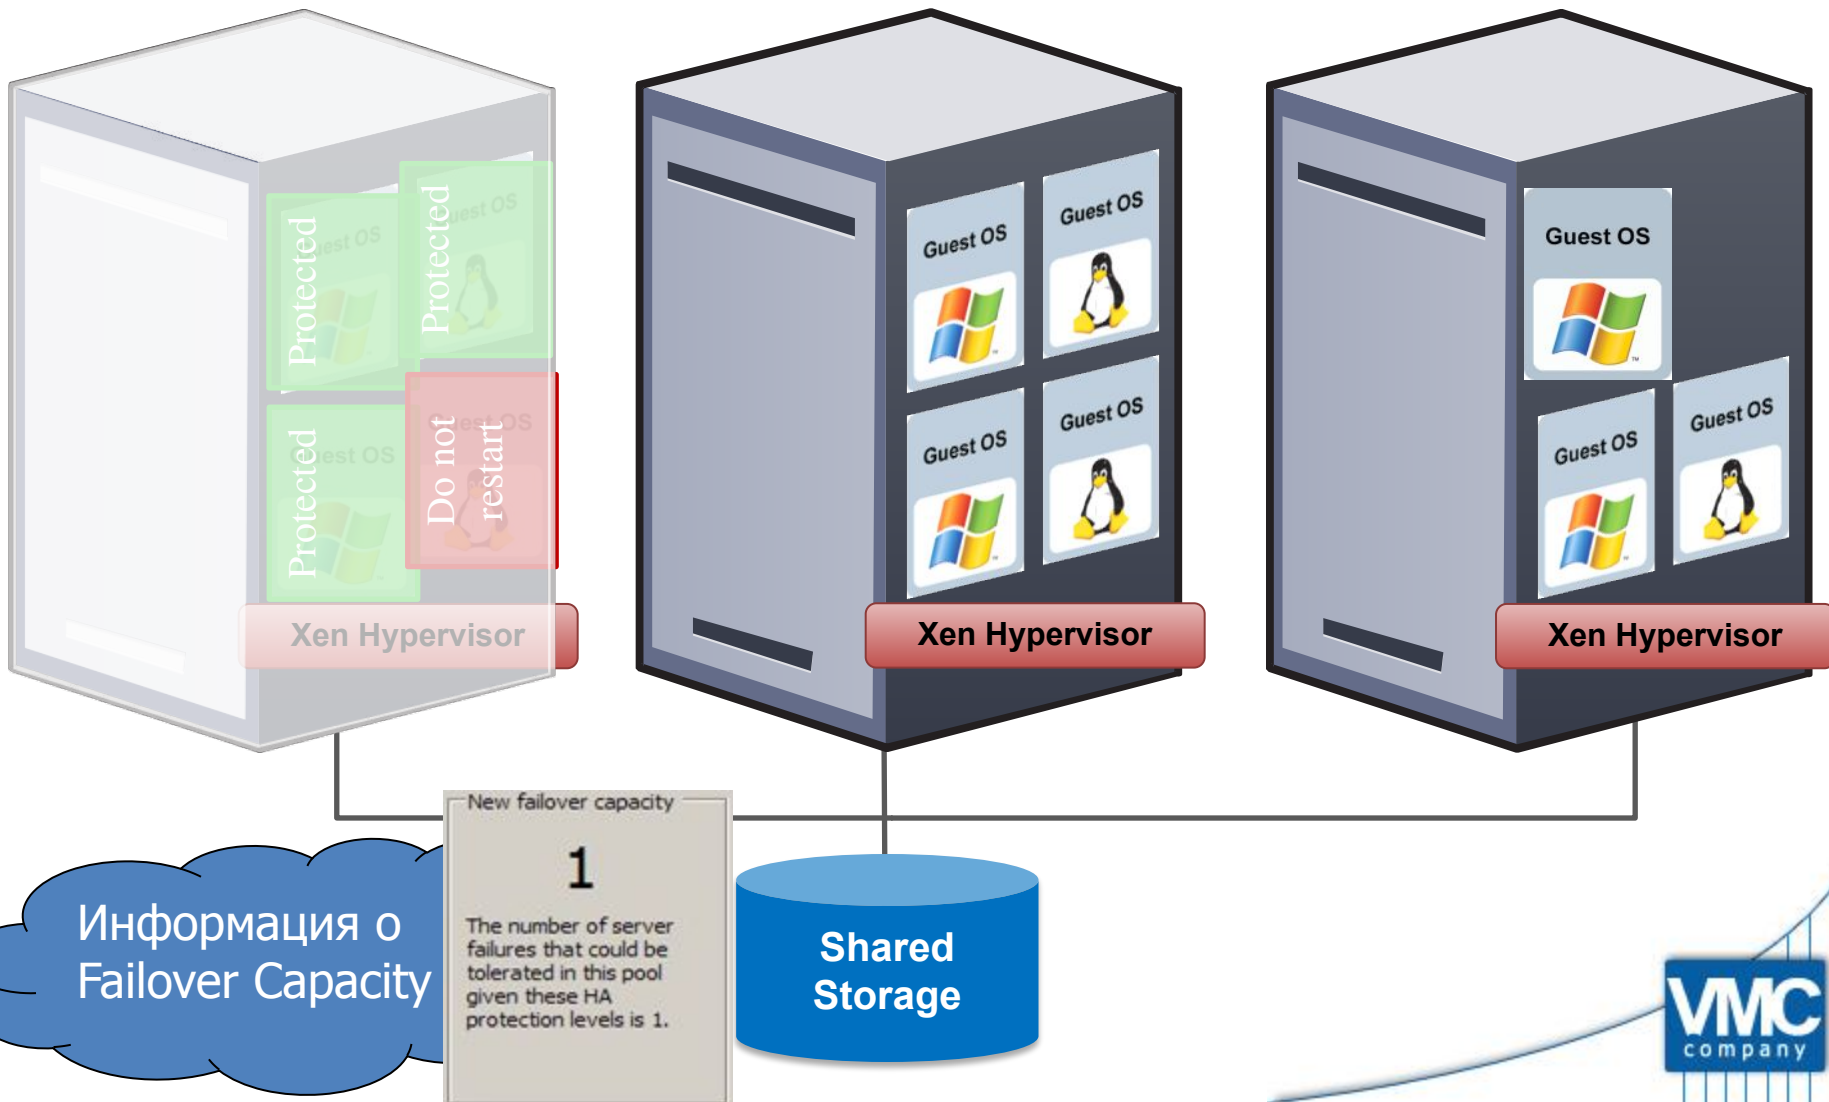 Protected
Guest OS
Protected
Guest OS
Protected
Guest OS
Do not
restart
Guest OS
Xen Hypervisor
Guest OS
Guest OS
Guest OS
Guest OS
Xen Hypervisor
Guest OS
Guest OS
Guest OS
Xen Hypervisor
Информация о
Failover Capacity
New failover capacity
1
The number of server
failures that could be
tolerated in this pool
given these HA
protection levels is 1.
Shared
Storage
VMC
company